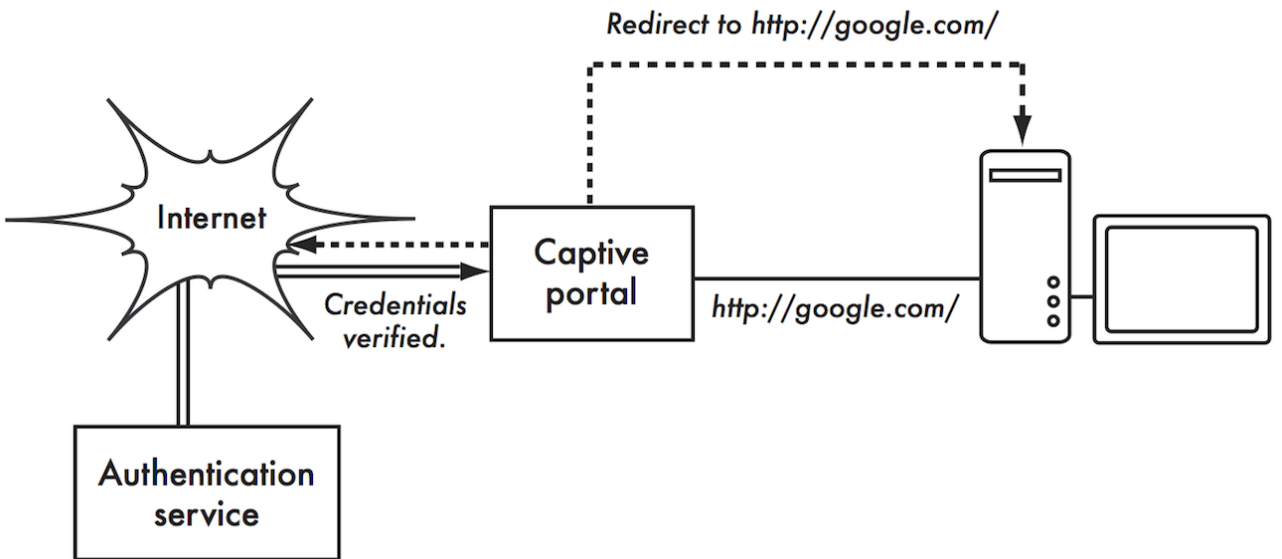 Redirect to http://google.com/
Internet
Captive
portal
Credentials
verified.
http://google.com/
Authentication
service